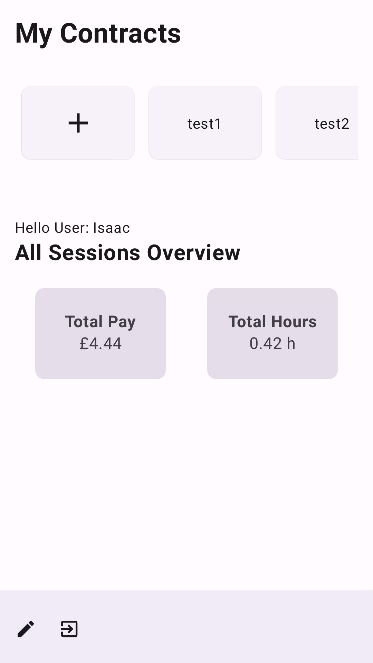 My Contracts
+
test1
test2
Hello User: Isaac
All Sessions Overview
Total Pay
£4.44
Total Hours
0.42 h